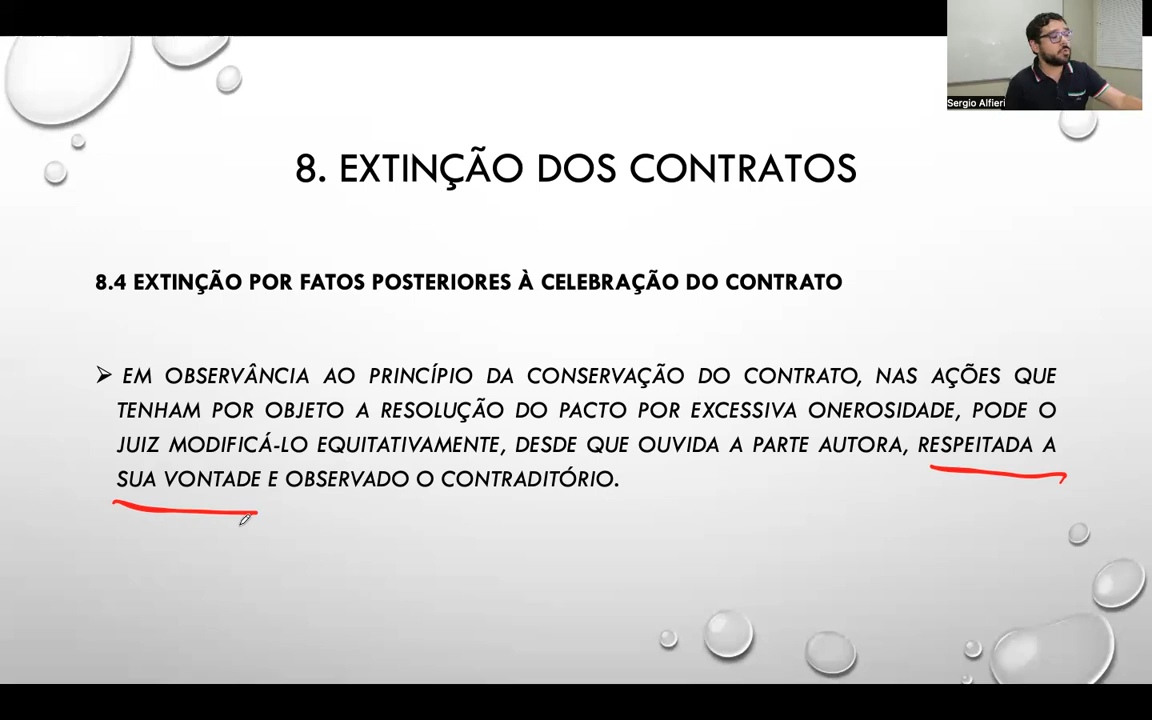 Sergio Alfieri
8. EXTINÇÃO DOS CONTRATOS
8.4 EXTINÇÃO POR FATOS POSTERIORES À CELEBRAÇÃO DO CONTRATO
➢ EM OBSERVÂNCIA AO PRINCÍPIO DA CONSERVAÇÃO DO CONTRATO, NAS AÇÕES QUE
TENHAM POR OBJETO A RESOLUÇÃO DO PACTO POR EXCESSIVA ONEROSIDADE, PODE O
JUIZ MODIFICÁ-LO EQUITATIVAMENTE, DESDE QUE OUVIDA A PARTE AUTORA, RESPEITADA A
SUA VONTADE E OBSERVADO O CONTRADITÓRIO.